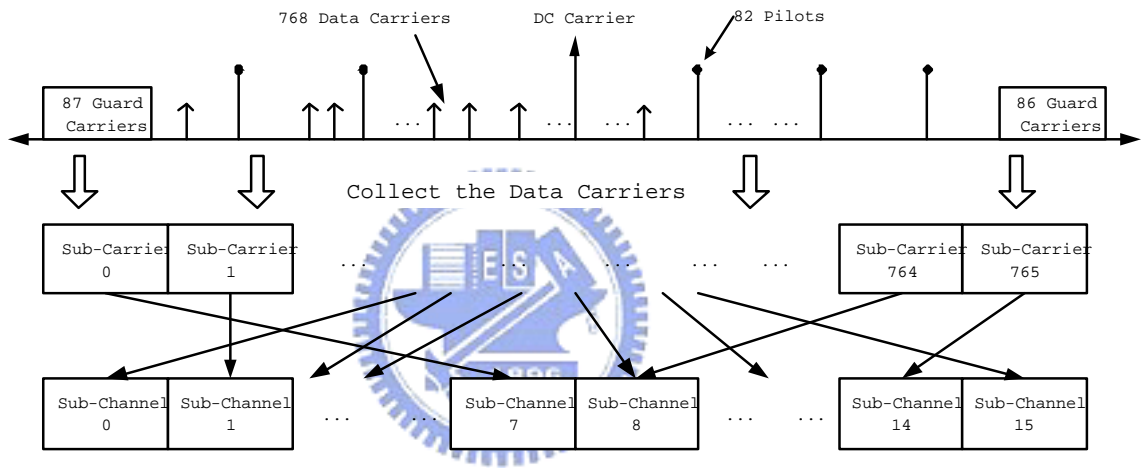 768 Data Carriers
DC Carrier
82 Pilots
87 Guard
Carriers
... ... ... ... ...
86 Guard
Carriers
Collect the Data Carriers
Sub-Carrier
0
Sub-Carrier
1
... ... ... ... ...
Sub-Carrier
764
Sub-Carrier
765
ES A
1896
Sub-Channel
0
Sub-Channel
1
... ...
Sub-Channel
7
Sub-Channel
8
... ...
Sub-Channel
14
Sub-Channel
15